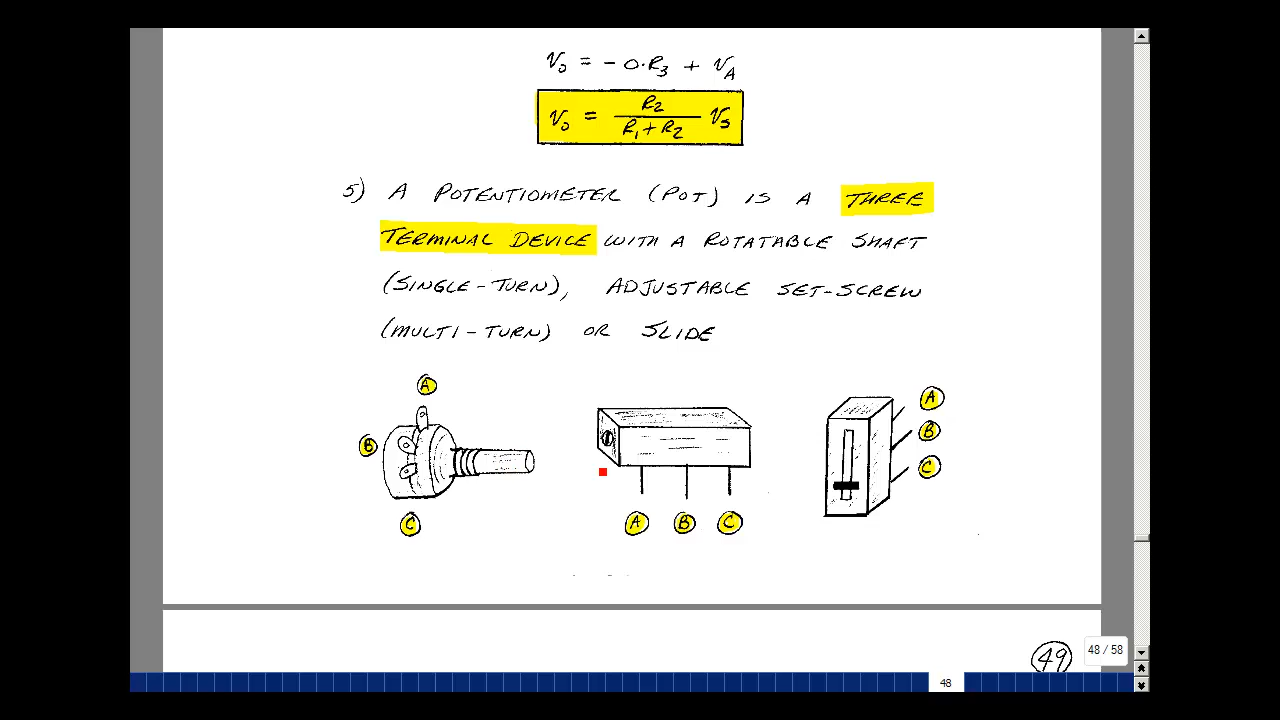 v₀ = - 0·R₃ + v_A
v₀ = R₂ / (R₁ + R₂) v_S
5) A POTENTIOMETER (POT) IS A THREE
TERMINAL DEVICE WITH A ROTATABLE SHAFT
(SINGLE-TURN), ADJUSTABLE SET-SCREW
(MULTI-TURN) OR SLIDE
A
B
C
A B C
A
B
C
49
48 / 58
48